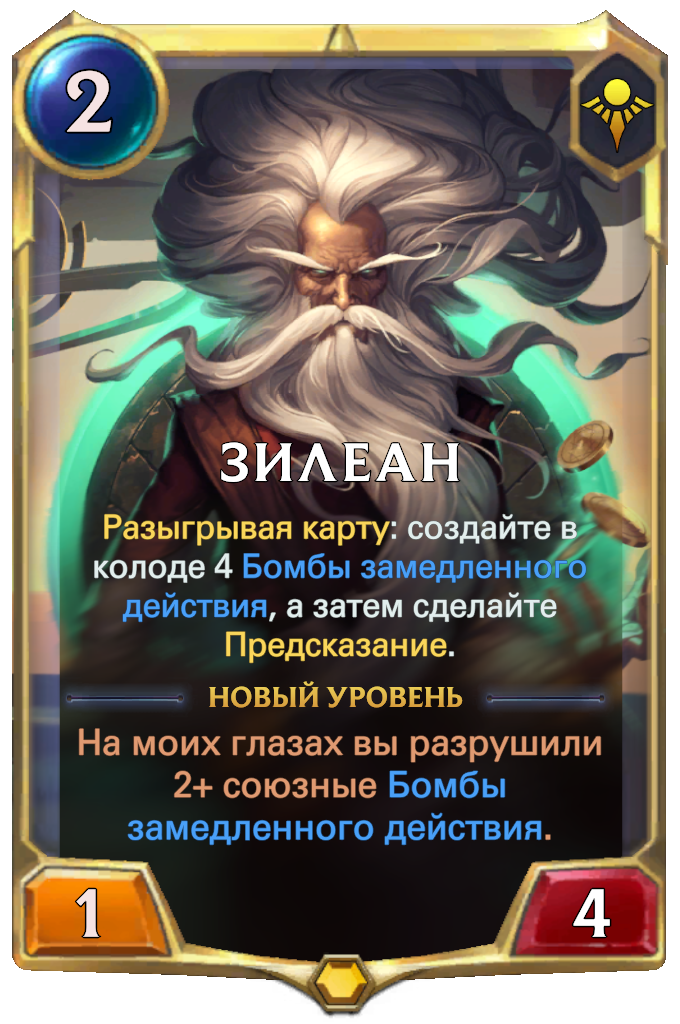 2
ЗИЛЕАН
Разыгрывая карту: создайте в
колоде 4 Бомбы замедленного
действия, а затем сделайте
Предсказание.
НОВЫЙ УРОВЕНЬ
На моих глазах вы разрушили
2+ союзные Бомбы
замедленного действия.
1
4